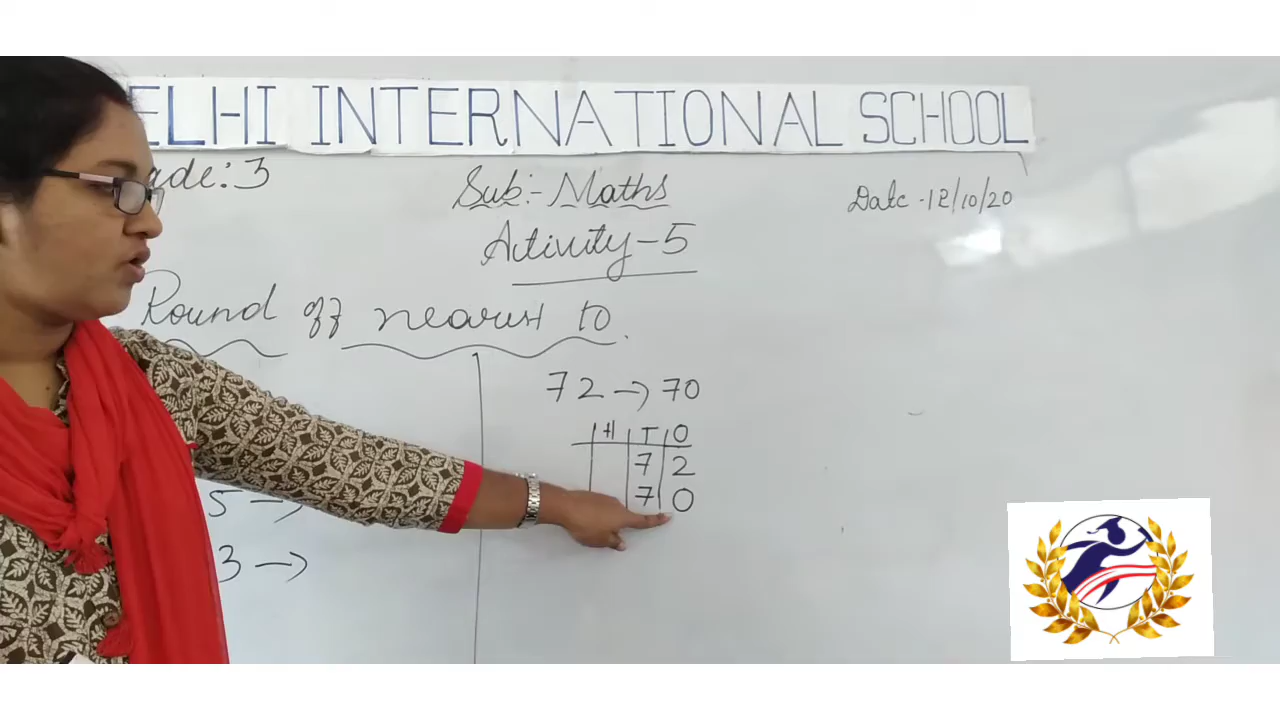 ELHI INTERNATIONAL SCHOOL
ade:3
Sub:- Maths
Date -12/10/20
Activity-5
Round off nearest to.
72 → 70
H T O
7 2
7 0
5 →
3 →